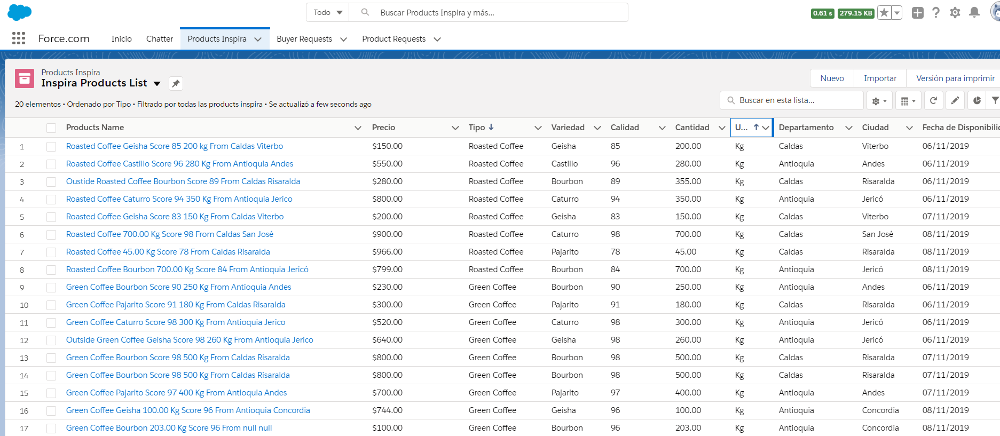 Todo Buscar Products Inspira y más... 0.61 s 279.15 KB
Force.com Inicio Chatter Products Inspira Buyer Requests Product Requests
Products Inspira
Inspira Products List
Nuevo Importar Versión para imprimir
20 elementos • Ordenado por Tipo • Filtrado por todas las products inspira • Se actualizó a few seconds ago
Buscar en esta lista...
Products Name Precio Tipo Variedad Calidad Cantidad U... Departamento Ciudad Fecha de Disponibilid
1 Roasted Coffee Geisha Score 85 200 kg From Caldas Viterbo $150.00 Roasted Coffee Geisha 85 200.00 Kg Caldas Viterbo 06/11/2019
2 Roasted Coffee Castillo Score 96 280 Kg From Antioquia Andes $550.00 Roasted Coffee Castillo 96 280.00 Kg Antioquia Andes 06/11/2019
3 Oustide Roasted Coffee Bourbon Score 89 From Caldas Risaralda $280.00 Roasted Coffee Bourbon 89 355.00 Kg Caldas Risaralda 06/11/2019
4 Roasted Coffee Caturro Score 94 350 Kg From Antioquia Jerico $800.00 Roasted Coffee Caturro 94 350.00 Kg Antioquia Jericó 06/11/2019
5 Roasted Coffee Geisha Score 83 150 Kg From Caldas Viterbo $200.00 Roasted Coffee Geisha 83 150.00 Kg Caldas Viterbo 07/11/2019
6 Roasted Coffee 700.00 Kg Score 98 From Caldas San José $900.00 Roasted Coffee Caturro 98 700.00 Kg Caldas San José 08/11/2019
7 Roasted Coffee 45.00 Kg Score 78 From Caldas Risaralda $966.00 Roasted Coffee Pajarito 78 45.00 Kg Caldas Risaralda 08/11/2019
8 Roasted Coffee Bourbon 700.00 Kg Score 84 From Antioquia Jericó $799.00 Roasted Coffee Bourbon 84 700.00 Kg Antioquia Jericó 08/11/2019
9 Green Coffee Bourbon Score 90 250 Kg From Antioquia Andes $230.00 Green Coffee Bourbon 90 250.00 Kg Antioquia Andes 06/11/2019
10 Green Coffee Pajarito Score 91 180 Kg From Caldas Risaralda $300.00 Green Coffee Pajarito 91 180.00 Kg Caldas Risaralda 06/11/2019
11 Green Coffee Caturro Score 98 300 Kg From Antioquia Jerico $520.00 Green Coffee Caturro 98 300.00 Kg Antioquia Jericó 06/11/2019
12 Outside Green Coffee Geisha Score 98 260 Kg From Antioquia Jerico $640.00 Green Coffee Geisha 98 260.00 Kg Antioquia Jericó 06/11/2019
13 Green Coffee Bourbon Score 98 500 Kg From Caldas Risaralda $800.00 Green Coffee Bourbon 98 500.00 Kg Caldas Risaralda 07/11/2019
14 Green Coffee Bourbon Score 98 500 Kg From Caldas Risaralda $800.00 Green Coffee Bourbon 98 500.00 Kg Caldas Risaralda 07/11/2019
15 Green Coffee Pajarito Score 97 400 Kg From Antioquia Andes $700.00 Green Coffee Pajarito 97 400.00 Kg Antioquia Andes 07/11/2019
16 Green Coffee Geisha 100.00 Kg Score 96 From Antioquia Concordia $744.00 Green Coffee Geisha 96 100.00 Kg Antioquia Concordia 08/11/2019
17 Green Coffee Bourbon 203.00 Kg Score 96 From null null $100.00 Green Coffee Bourbon 96 203.00 Kg Antioquia Concordia 08/11/2019